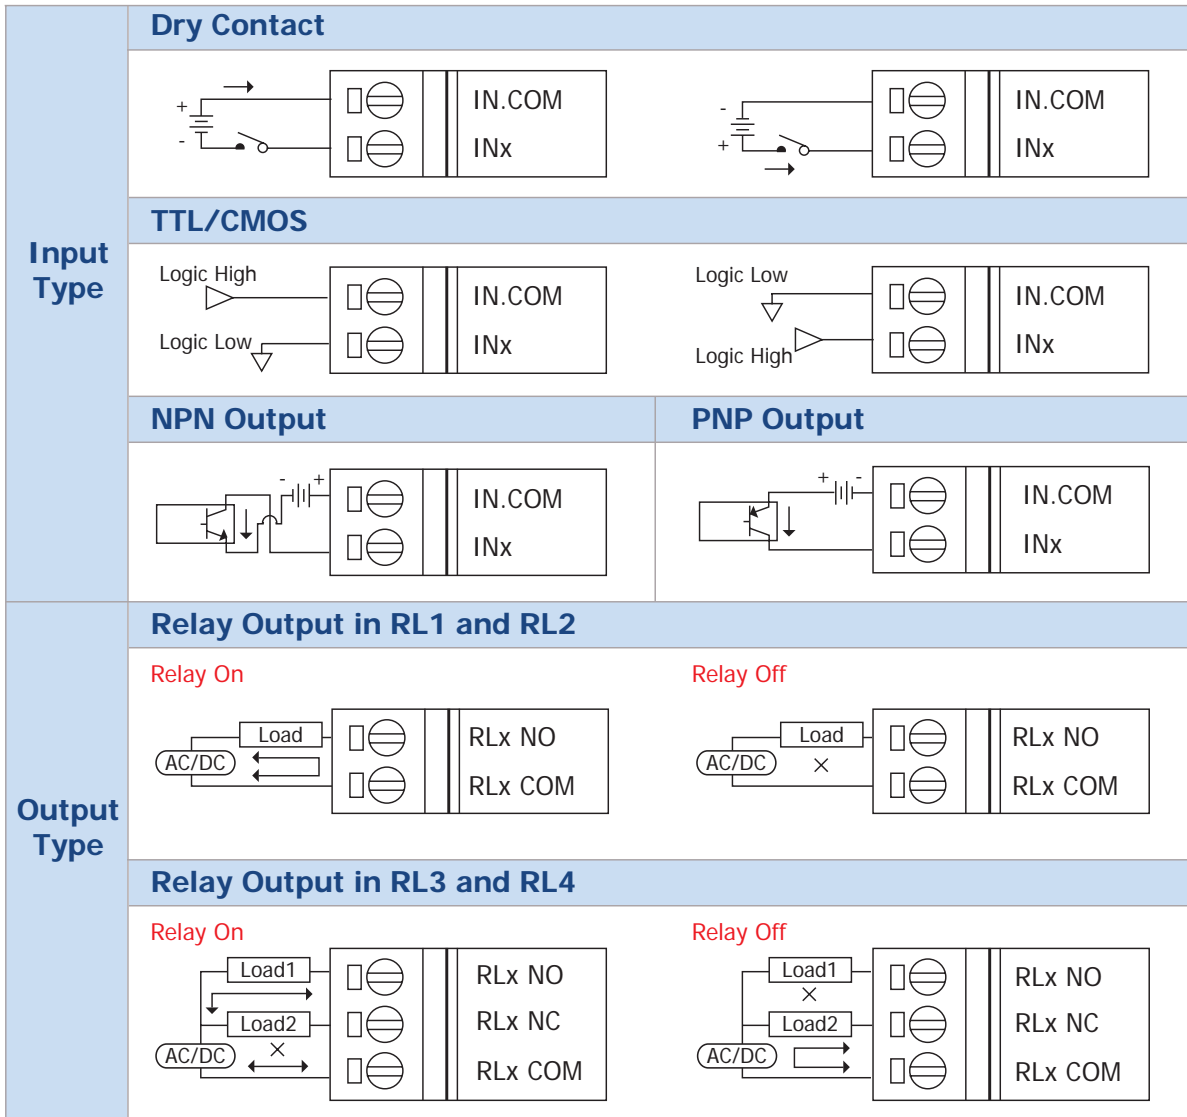 Input
Type
Dry Contact
+
-
IN.COM
INx
-
+
IN.COM
INx
TTL/CMOS
Logic High
Logic Low
IN.COM
INx
Logic Low
Logic High
IN.COM
INx
NPN Output
- +
IN.COM
INx
PNP Output
+ -
IN.COM
INx
Output
Type
Relay Output in RL1 and RL2
Relay On
Load
AC/DC
RLx NO
RLx COM
Relay Off
Load
AC/DC
RLx NO
RLx COM
Relay Output in RL3 and RL4
Relay On
Load1
Load2
AC/DC
RLx NO
RLx NC
RLx COM
Relay Off
Load1
Load2
AC/DC
RLx NO
RLx NC
RLx COM